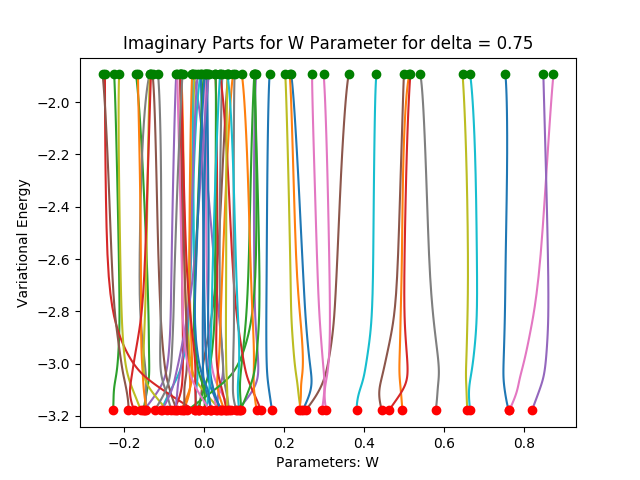 Imaginary Parts for W Parameter for delta = 0.75
Variational Energy
−2.0
−2.2
−2.4
−2.6
−2.8
−3.0
−3.2
−0.2 0.0 0.2 0.4 0.6 0.8
Parameters: W